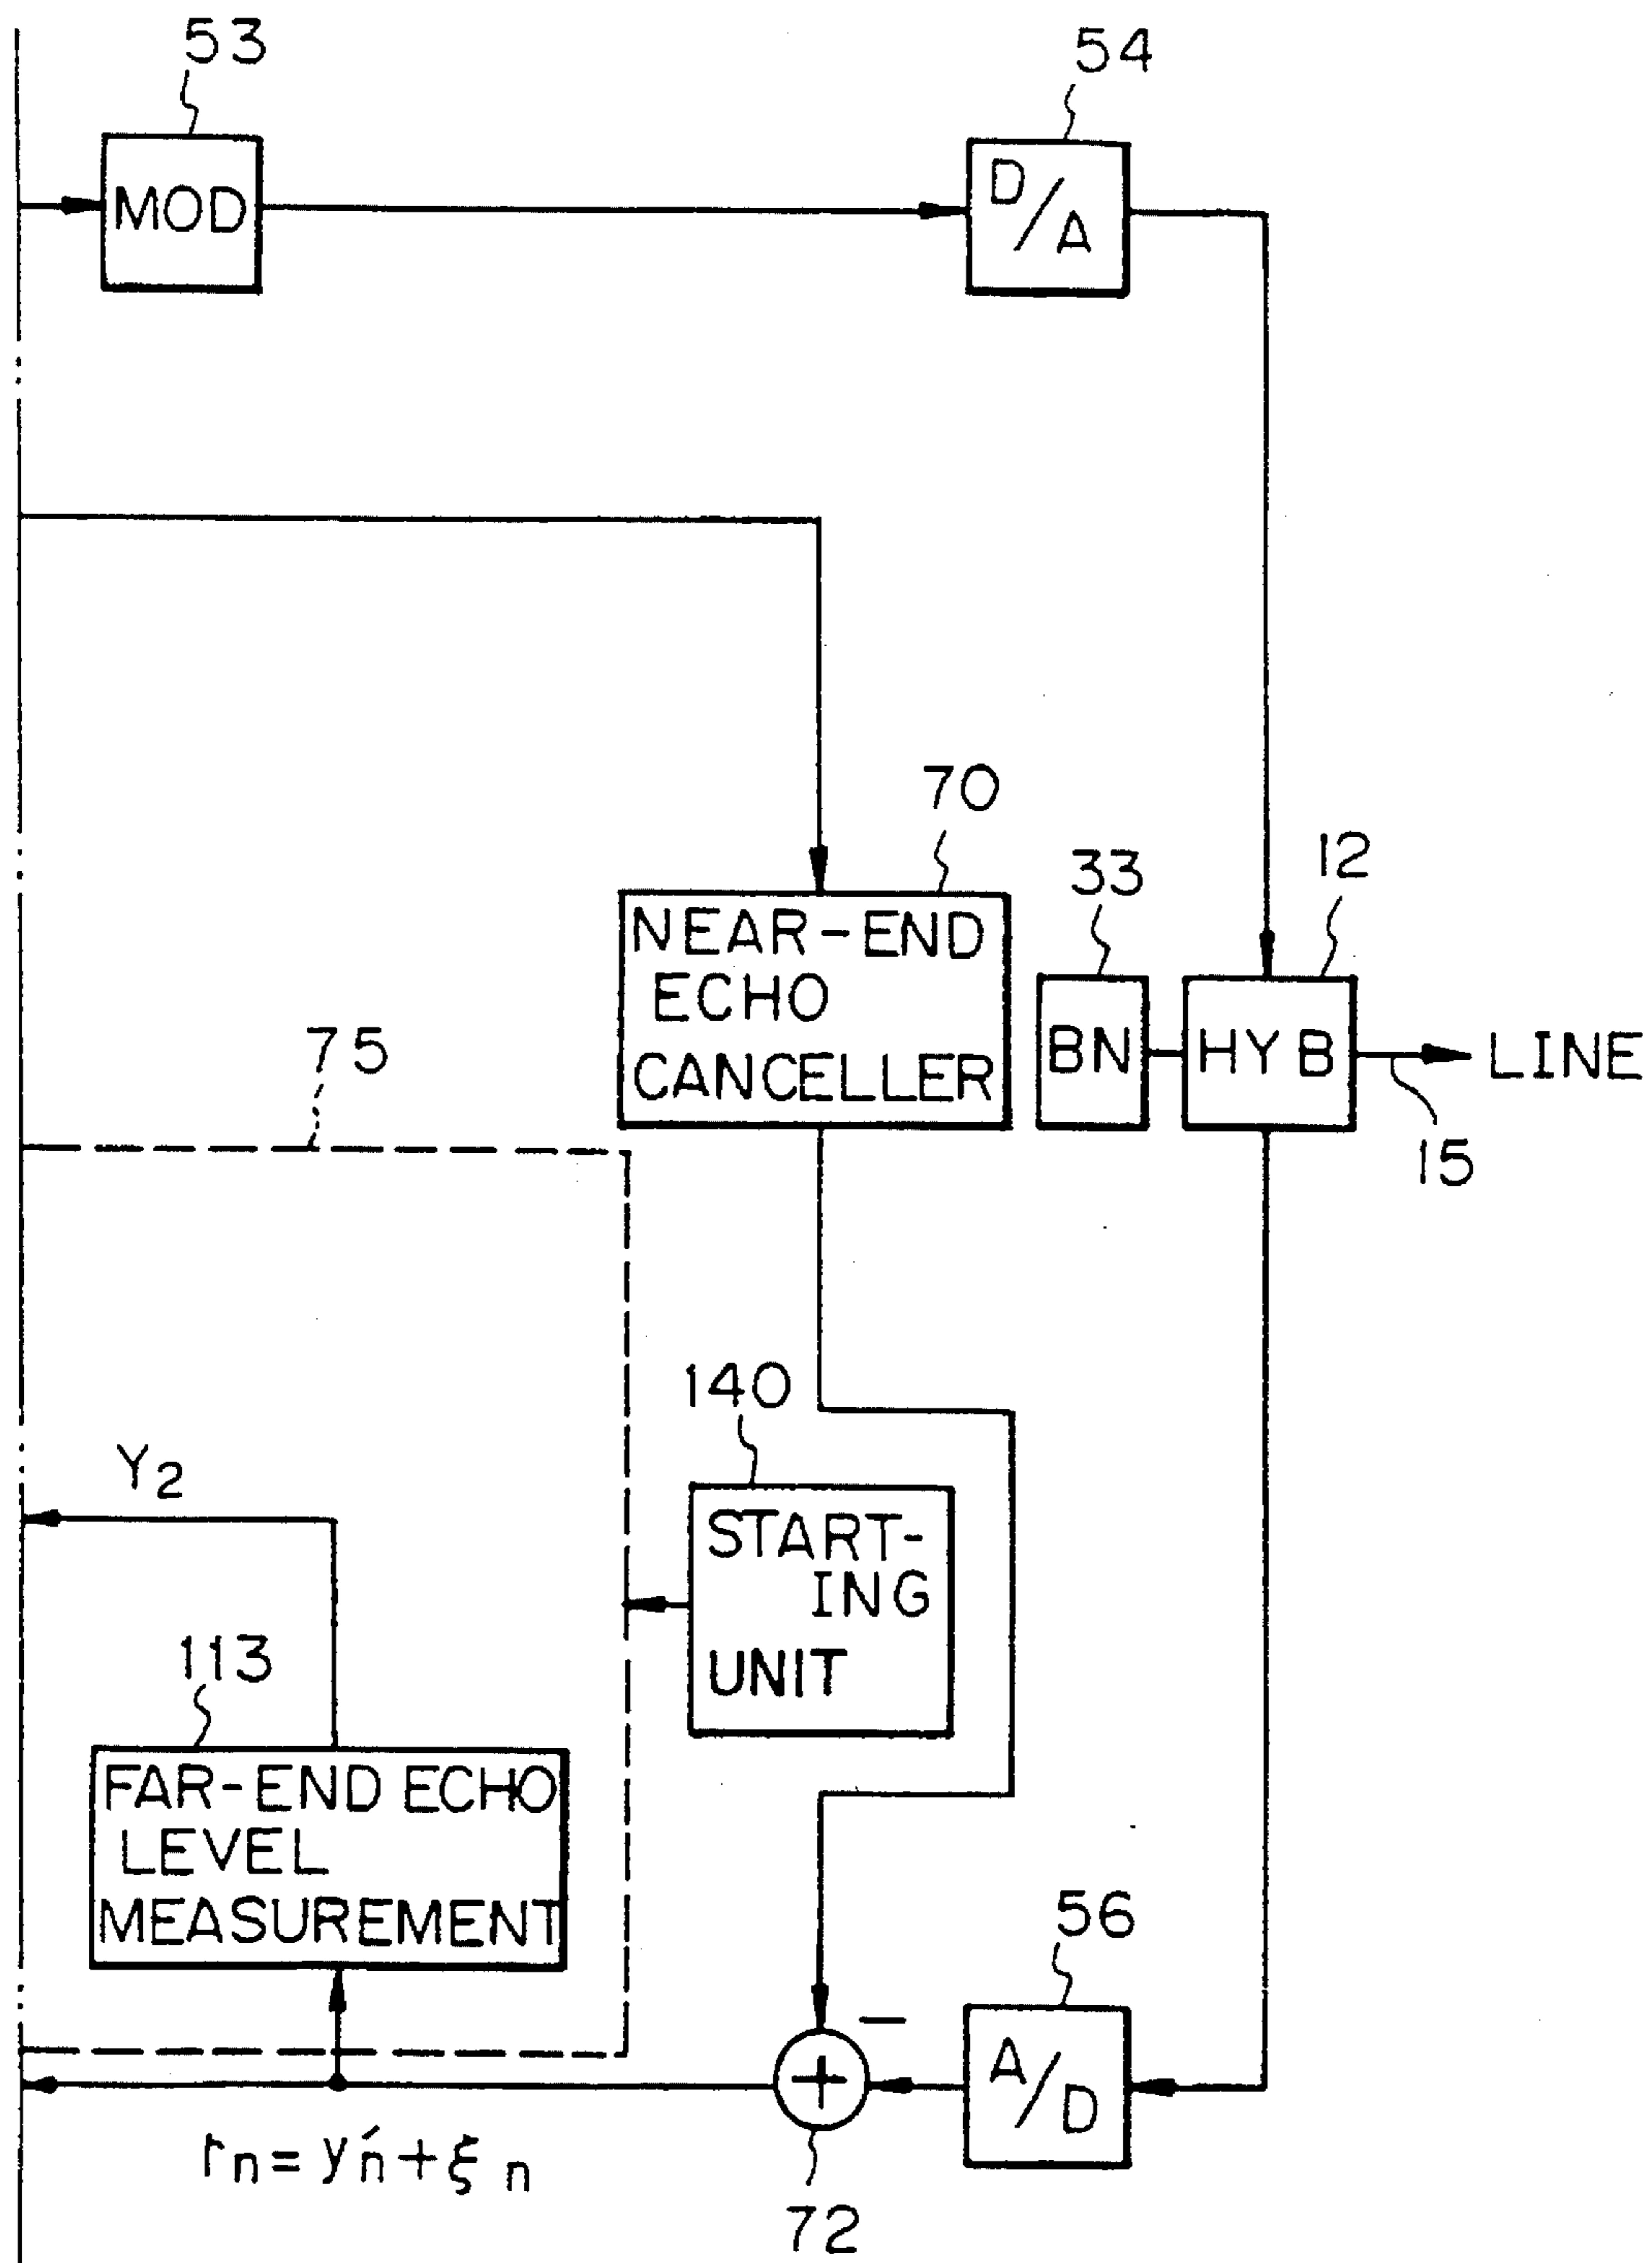 53
54
MOD
D/A
70
33
12
NEAR-END
ECHO
CANCELLER
BN
HYB
LINE
15
75
140
Y2
START-
ING
UNIT
113
FAR-END ECHO
LEVEL
MEASUREMENT
56
−
+
A/D
rn = y′n + ξn
72